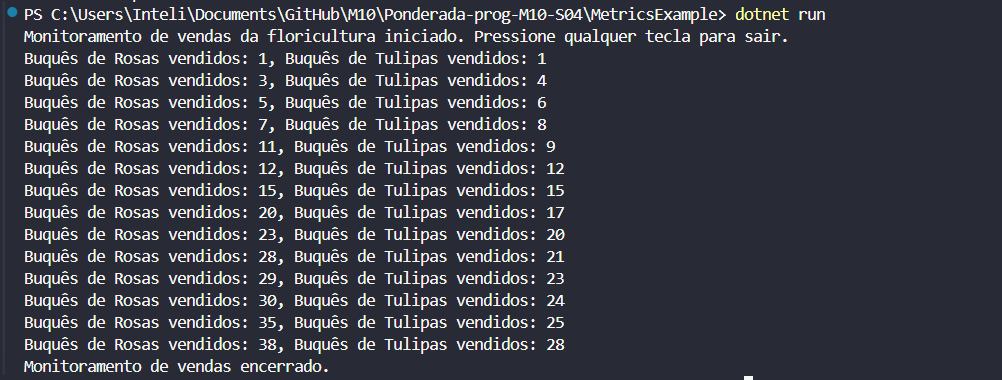 PS C:\Users\Inteli\Documents\GitHub\M10\Ponderada-prog-M10-S04\MetricsExample> dotnet run
Monitoramento de vendas da floricultura iniciado. Pressione qualquer tecla para sair.
Buquês de Rosas vendidos: 1, Buquês de Tulipas vendidos: 1
Buquês de Rosas vendidos: 3, Buquês de Tulipas vendidos: 4
Buquês de Rosas vendidos: 5, Buquês de Tulipas vendidos: 6
Buquês de Rosas vendidos: 7, Buquês de Tulipas vendidos: 8
Buquês de Rosas vendidos: 11, Buquês de Tulipas vendidos: 9
Buquês de Rosas vendidos: 12, Buquês de Tulipas vendidos: 12
Buquês de Rosas vendidos: 15, Buquês de Tulipas vendidos: 15
Buquês de Rosas vendidos: 20, Buquês de Tulipas vendidos: 17
Buquês de Rosas vendidos: 23, Buquês de Tulipas vendidos: 20
Buquês de Rosas vendidos: 28, Buquês de Tulipas vendidos: 21
Buquês de Rosas vendidos: 29, Buquês de Tulipas vendidos: 23
Buquês de Rosas vendidos: 30, Buquês de Tulipas vendidos: 24
Buquês de Rosas vendidos: 35, Buquês de Tulipas vendidos: 25
Buquês de Rosas vendidos: 38, Buquês de Tulipas vendidos: 28
Monitoramento de vendas encerrado.